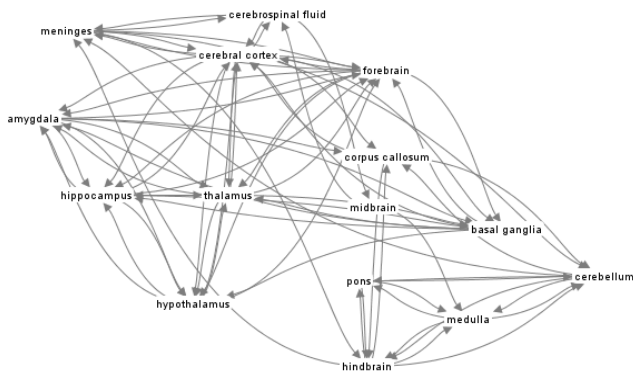 cerebrospinal fluid
meninges
cerebral cortex
forebrain
amygdala
corpus callosum
hippocampus
thalamus
midbrain
basal ganglia
cerebellum
pons
hypothalamus
medulla
hindbrain